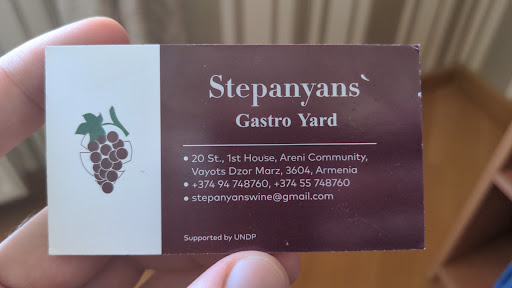 Stepanyans`
Gastro Yard
• 20 St., 1st House, Areni Community,
Vayots Dzor Marz, 3604, Armenia
• +374 94 748760, +374 55 748760
• stepanyanswine@gmail.com
Supported by UNDP